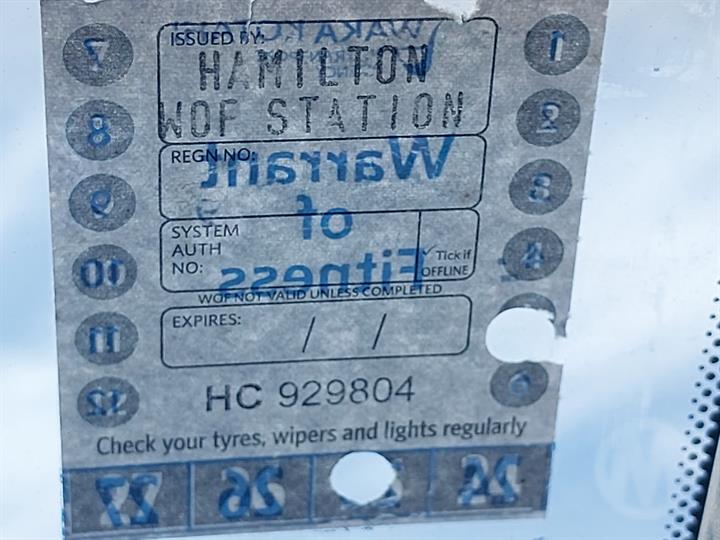 WAKA KOTAHI
ISSUED BY:
HAMILTON
WOF STATION
REGN NO:
Warrant
of
Fitness
SYSTEM
AUTH
NO:
Tick if
OFFLINE
WOF NOT VALID UNLESS COMPLETED
EXPIRES: / /
HC 929804
Check your tyres, wipers and lights regularly
7 1
8 2
9 3
10 4
11
12 6
27 26 24